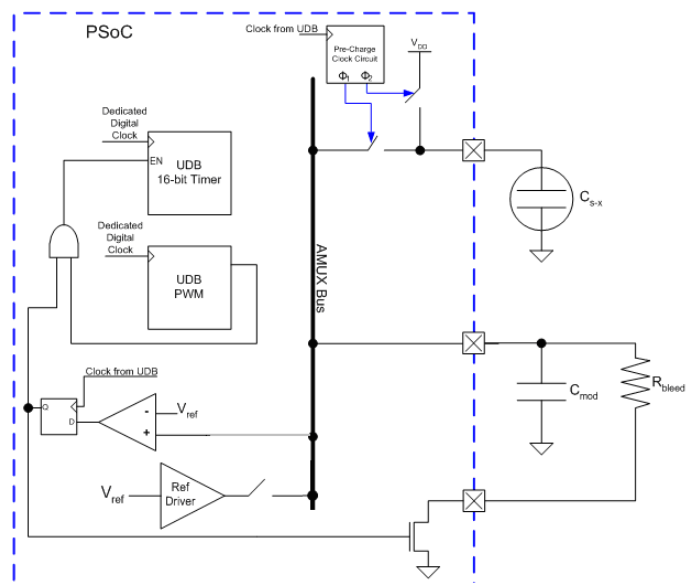 PSoC
Clock from UDB
Pre-Charge
Clock Circuit
Φ1 Φ2
VDD
Dedicated
Digital
Clock
EN
UDB
16-bit Timer
Cs-x
Dedicated
Digital
Clock
UDB
PWM
AMUX Bus
Clock from UDB
Q
D
-
+
Vref
Cmod
Rbleed
Vref
Ref
Driver